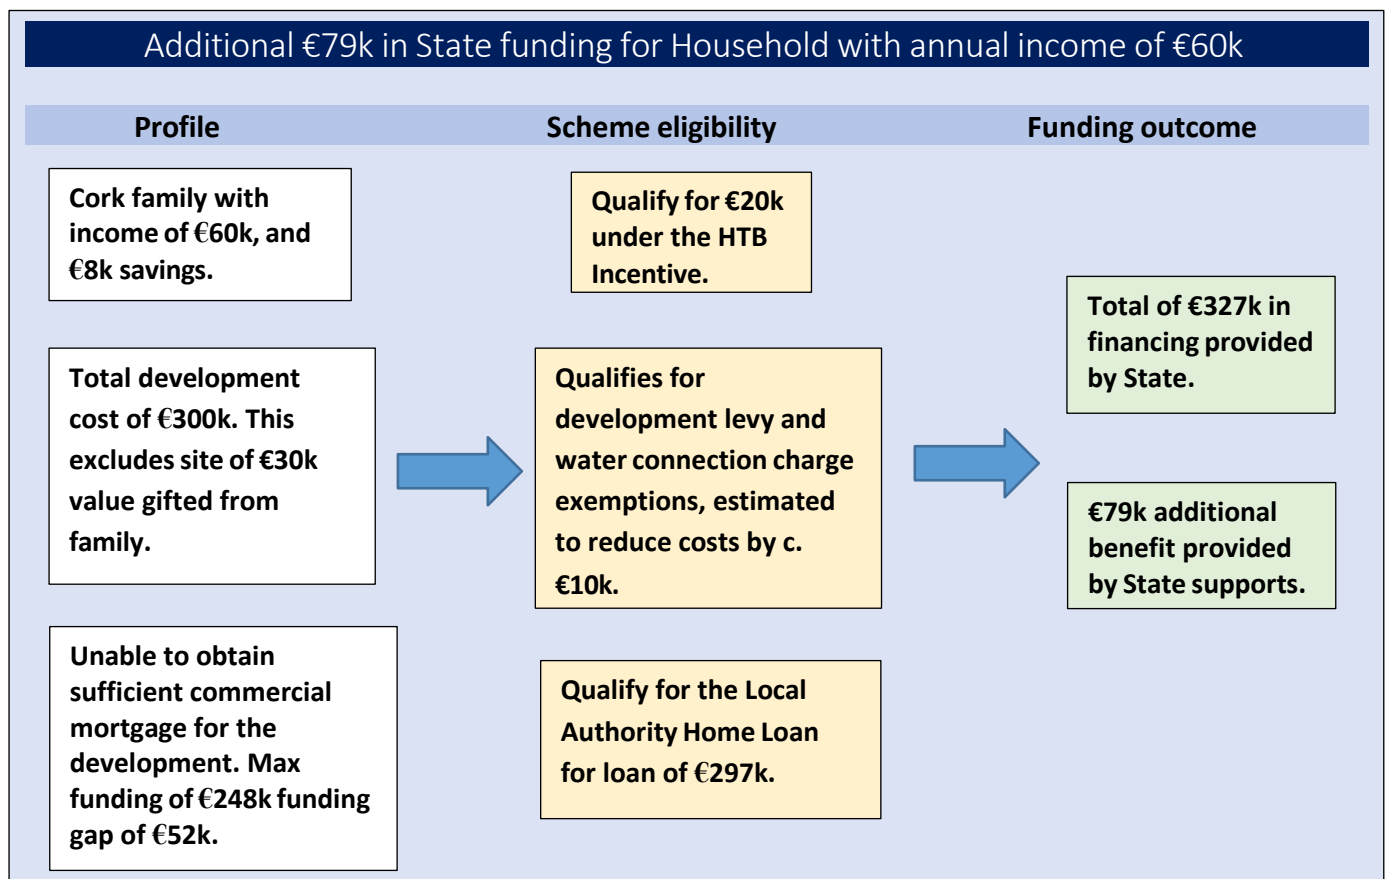 Additional €79k in State funding for Household with annual income of €60k
Profile
Scheme eligibility
Funding outcome
Cork family with
income of €60k, and
€8k savings.
Total development
cost of €300k. This
excludes site of €30k
value gifted from
family.
Unable to obtain
sufficient commercial
mortgage for the
development. Max
funding of €248k funding
gap of €52k.
Qualify for €20k
under the HTB
Incentive.
Qualifies for
development levy and
water connection charge
exemptions, estimated
to reduce costs by c.
€10k.
Qualify for the Local
Authority Home Loan
for loan of €297k.
Total of €327k in
financing provided
by State.
€79k additional
benefit provided
by State supports.